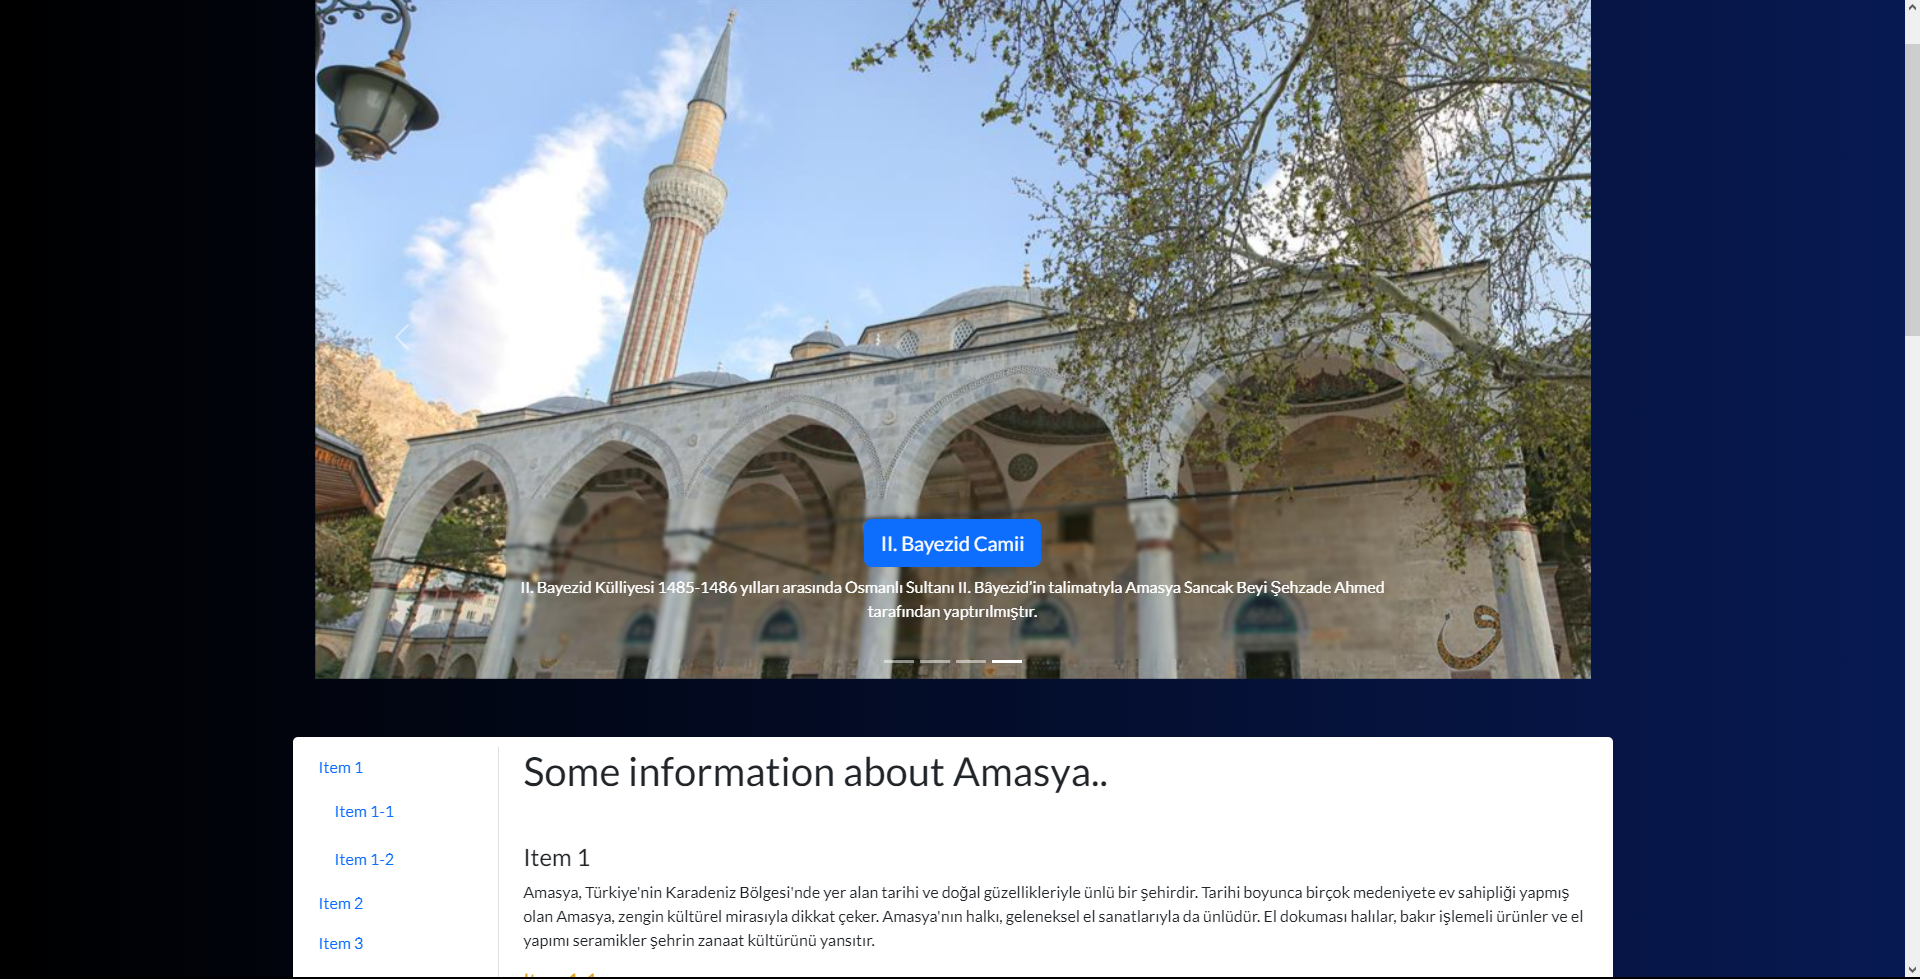 II. Bayezid Camii
II. Bayezid Külliyesi 1485-1486 yılları arasında Osmanlı Sultanı II. Bâyezid’in talimatıyla Amasya Sancak Beyi Şehzade Ahmed
tarafından yaptırılmıştır.
Item 1
Item 1-1
Item 1-2
Item 2
Item 3
Some information about Amasya..
Item 1
Amasya, Türkiye'nin Karadeniz Bölgesi'nde yer alan tarihi ve doğal güzellikleriyle ünlü bir şehirdir. Tarihi boyunca birçok medeniyete ev sahipliği yapmış
olan Amasya, zengin kültürel mirasıyla dikkat çeker. Amasya'nın halkı, geleneksel el sanatlarıyla da ünlüdür. El dokuması halılar, bakır işlemeli ürünler ve el
yapımı seramikler şehrin zanaat kültürünü yansıtır.